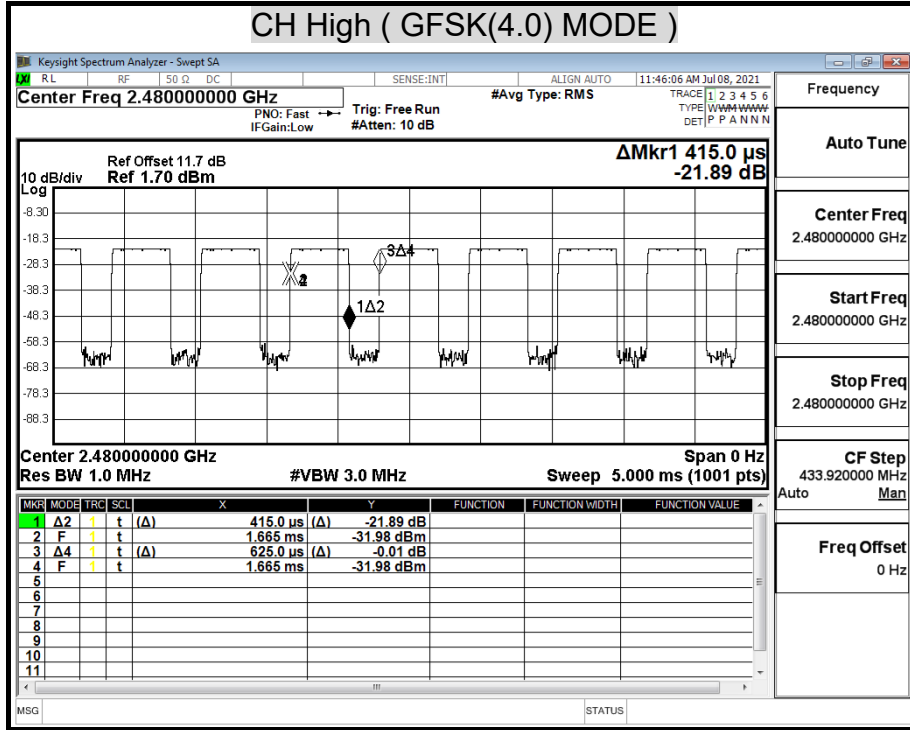 CH High ( GFSK(4.0) MODE )
Keysight Spectrum Analyzer - Swept SA
LXI RL RF 50 Ω DC SENSE:INT ALIGN AUTO 11:46:06 AM Jul 08, 2021
Center Freq 2.480000000 GHz
PNO: Fast
IFGain:Low
Trig: Free Run
#Atten: 10 dB
#Avg Type: RMS
TRACE 1 2 3 4 5 6
TYPE WWMWWWW
DET P P A N N N
ΔMkr1 415.0 µs
-21.89 dB
Ref Offset 11.7 dB
10 dB/div Ref 1.70 dBm
Log
-8.30
-18.3
-28.3
-38.3
-48.3
-58.3
-68.3
-78.3
-88.3
3Δ4
2
1Δ2
Center 2.480000000 GHz Span 0 Hz
Res BW 1.0 MHz #VBW 3.0 MHz Sweep 5.000 ms (1001 pts)
MKR MODE TRC SCL X Y FUNCTION FUNCTION WIDTH FUNCTION VALUE
1 Δ2 1 t (Δ) 415.0 µs (Δ) -21.89 dB
2 F 1 t 1.665 ms -31.98 dBm
3 Δ4 1 t (Δ) 625.0 µs (Δ) -0.01 dB
4 F 1 t 1.665 ms -31.98 dBm
5
6
7
8
9
10
11
MSG STATUS
Frequency
Auto Tune
Center Freq
2.480000000 GHz
Start Freq
2.480000000 GHz
Stop Freq
2.480000000 GHz
CF Step
433.920000 MHz
Auto Man
Freq Offset
0 Hz